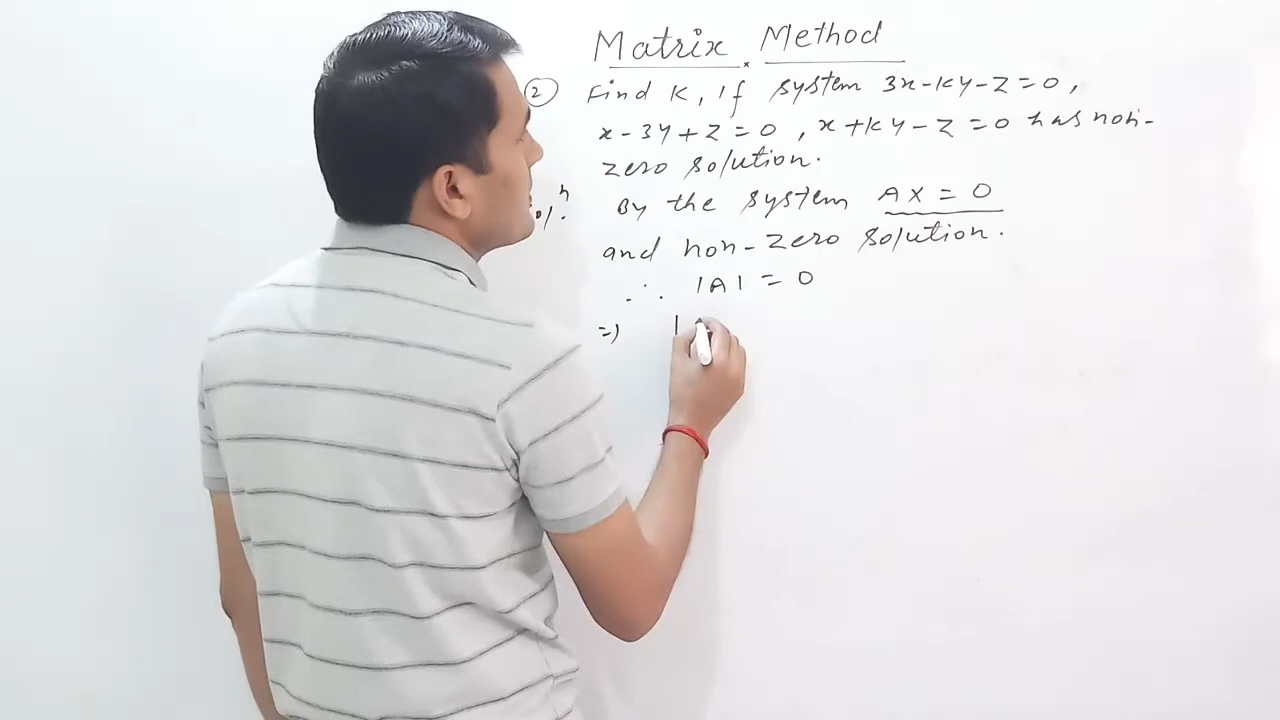 Matrix Method
2 Find K, If system 3x-Ky-Z=0,
x-3y+Z=0, x+Ky-Z=0 has non-
zero solution.
By the system AX=0
and non-zero solution.
∴ |A| = 0
=) |